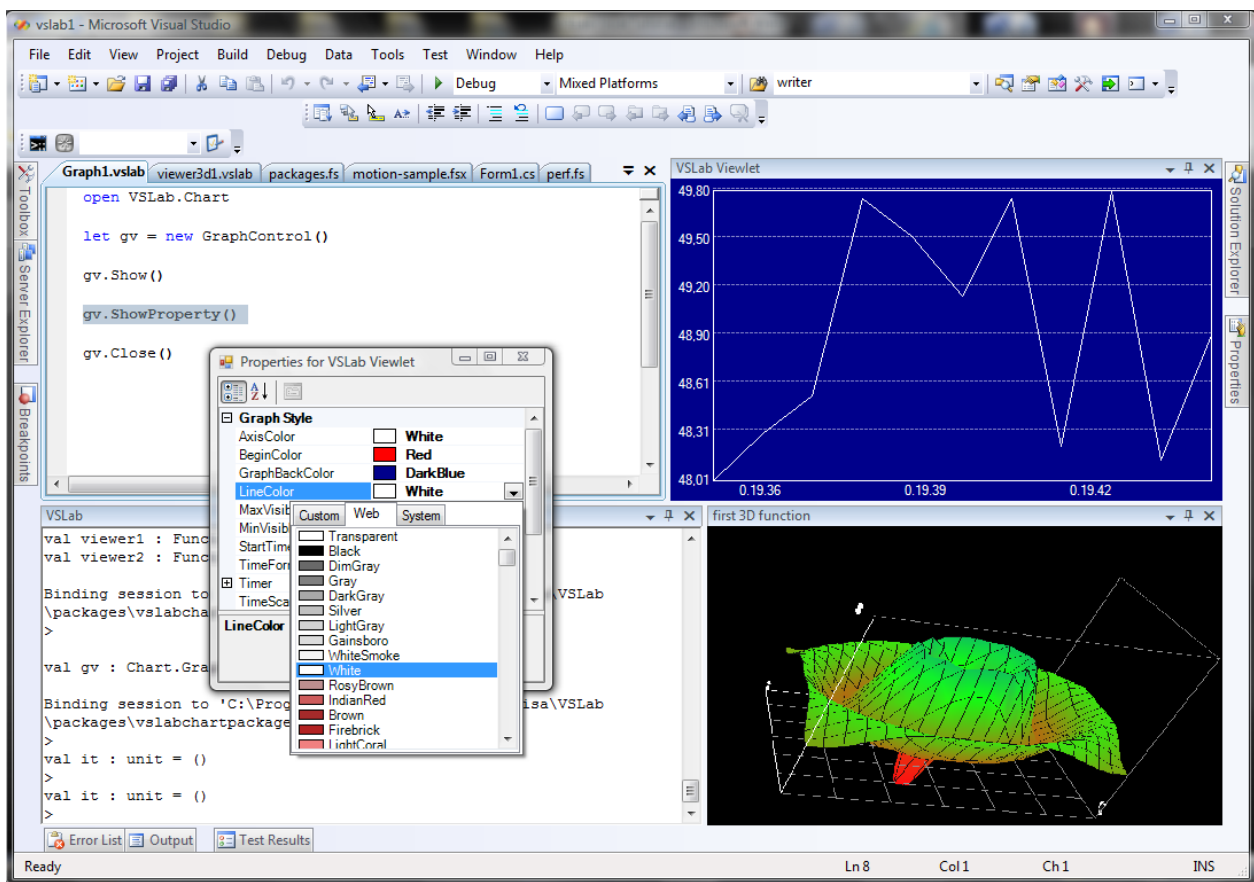 vslab1 - Microsoft Visual Studio
File Edit View Project Build Debug Data Tools Test Window Help
Debug Mixed Platforms writer
Toolbox
Server Explorer
Breakpoints
Graph1.vslab viewer3d1.vslab packages.fs motion-sample.fsx Form1.cs perf.fs
open VSLab.Chart
let gv = new GraphControl()
gv.Show()
gv.ShowProperty()
gv.Close()
Properties for VSLab Viewlet
Graph Style
AxisColor White
BeginColor Red
GraphBackColor DarkBlue
LineColor White
MaxVisib
MinVisib
StartTime
TimeForm
Timer
TimeSca
LineColor
Custom Web System
Transparent
Black
DimGray
Gray
DarkGray
Silver
LightGray
Gainsboro
WhiteSmoke
White
RosyBrown
IndianRed
Brown
Firebrick
LightCoral
VSLab Viewlet
49,80
49,50
49,20
48,90
48,61
48,31
48,01
0.19.36 0.19.39 0.19.42
Solution Explorer
Properties
VSLab
val viewer1 : Func
val viewer2 : Func
Binding session to \VSLab
\packages\vslabcha
>
val gv : Chart.Gra
Binding session to 'C:\Prog isa\VSLab
\packages\vslabchartpackage
>
val it : unit = ()
>
val it : unit = ()
>
first 3D function
Error List Output Test Results
Ready Ln 8 Col 1 Ch 1 INS